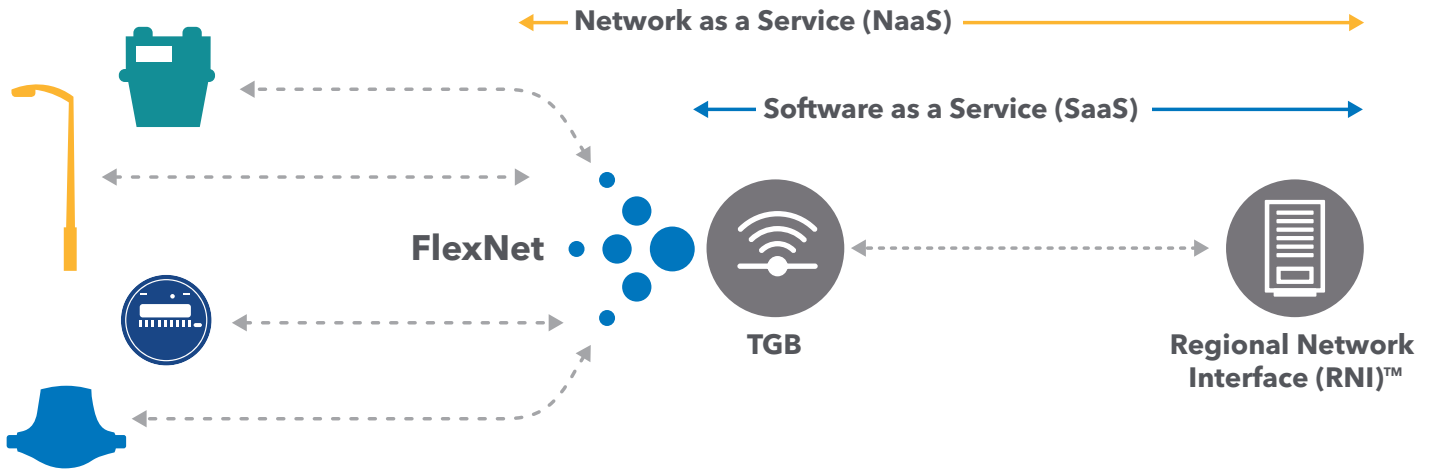 Network as a Service (NaaS)
Software as a Service (SaaS)
FlexNet
TGB
Regional Network
Interface (RNI)™